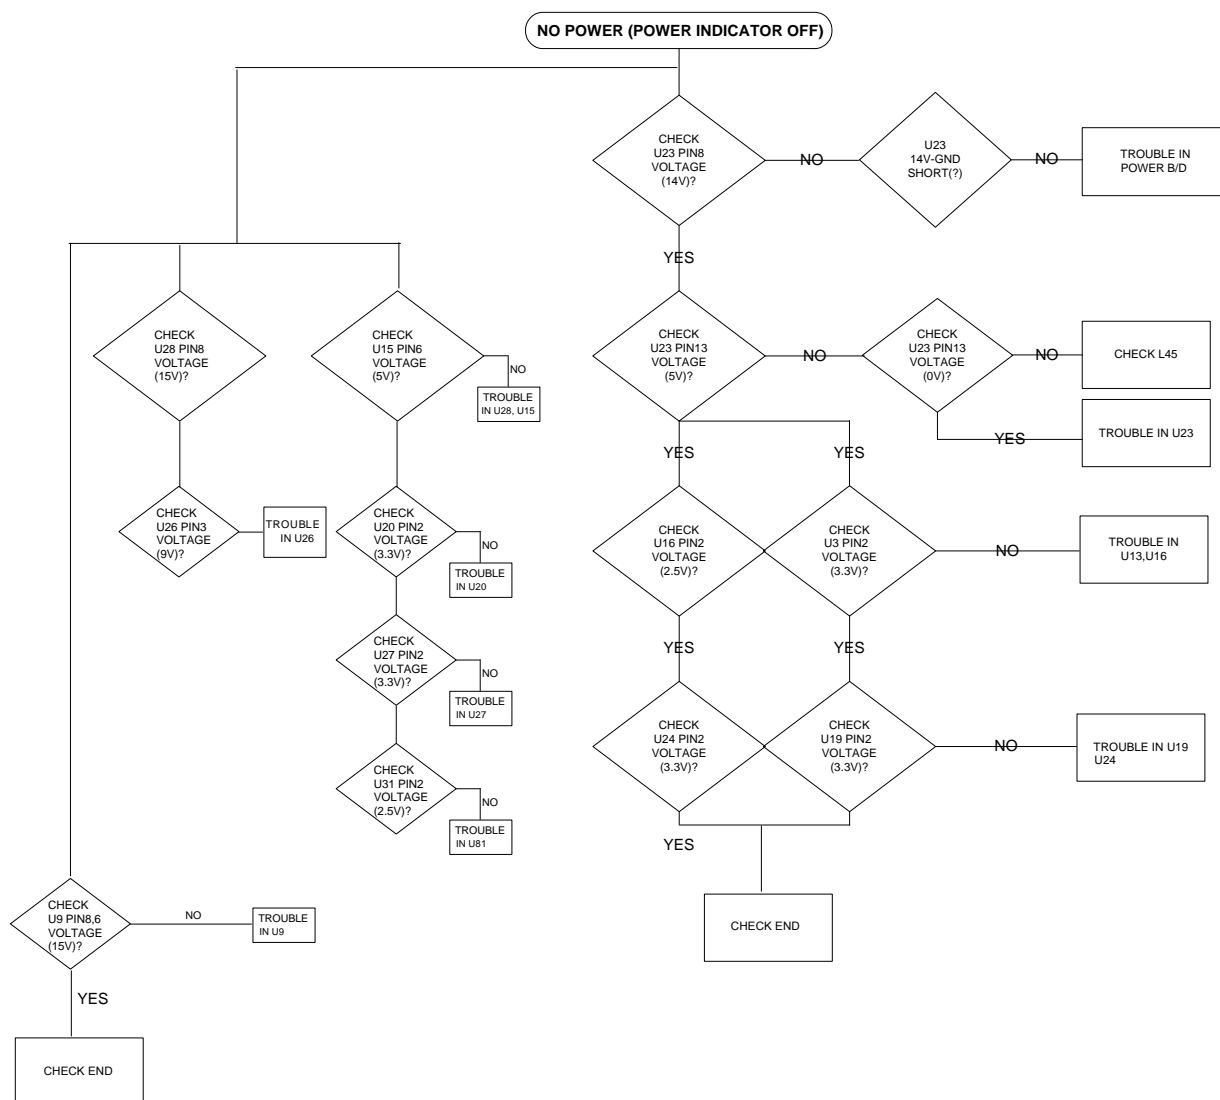 NO POWER (POWER INDICATOR OFF)
CHECK
U23 PIN8
VOLTAGE
(14V)?
NO
U23
14V-GND
SHORT(?)
NO
TROUBLE IN
POWER B/D
YES
CHECK
U28 PIN8
VOLTAGE
(15V)?
CHECK
U15 PIN6
VOLTAGE
(5V)?
NO
TROUBLE
IN U28, U15
CHECK
U23 PIN13
VOLTAGE
(5V)?
NO
CHECK
U23 PIN13
VOLTAGE
(0V)?
NO
CHECK L45
YES
TROUBLE IN U23
YES
YES
CHECK
U26 PIN3
VOLTAGE
(9V)?
TROUBLE
IN U26
CHECK
U20 PIN2
VOLTAGE
(3.3V)?
NO
TROUBLE
IN U20
CHECK
U16 PIN2
VOLTAGE
(2.5V)?
CHECK
U3 PIN2
VOLTAGE
(3.3V)?
NO
TROUBLE IN
U13,U16
YES
YES
CHECK
U27 PIN2
VOLTAGE
(3.3V)?
NO
TROUBLE
IN U27
CHECK
U24 PIN2
VOLTAGE
(3.3V)?
CHECK
U19 PIN2
VOLTAGE
(3.3V)?
NO
TROUBLE IN U19
U24
CHECK
U31 PIN2
VOLTAGE
(2.5V)?
NO
TROUBLE
IN U81
YES
CHECK END
CHECK
U9 PIN8,6
VOLTAGE
(15V)?
NO
TROUBLE
IN U9
YES
CHECK END